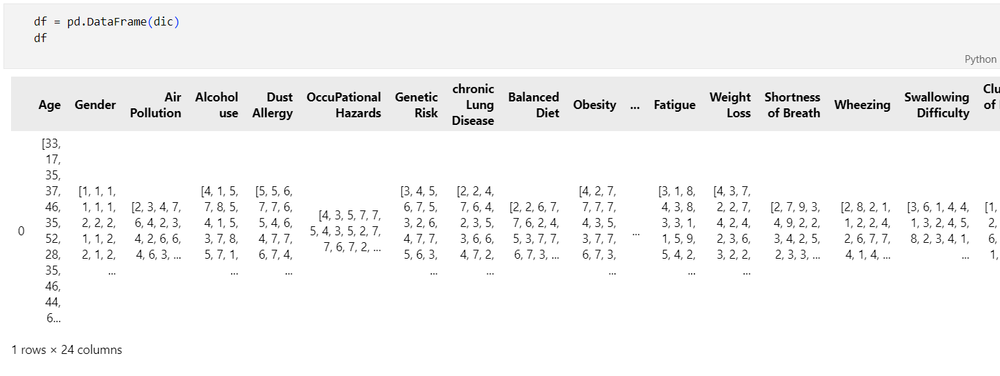 df = pd.DataFrame(dic)
df
Python
Age Gender Air Pollution Alcohol use Dust Allergy OccuPational Hazards Genetic Risk chronic Lung Disease Balanced Diet Obesity ... Fatigue Weight Loss Shortness of Breath Wheezing Swallowing Difficulty Clu of
0 [33, 17, 35, 37, 46, 35, 52, 28, 35, 46, 44, 6... [1, 1, 1, 1, 1, 1, 2, 2, 2, 1, 1, 2, 2, 1, 2, ... [2, 3, 4, 7, 6, 4, 2, 3, 4, 2, 6, 6, 4, 6, 3, ... [4, 1, 5, 7, 8, 5, 4, 1, 5, 3, 7, 8, 5, 7, 1, ... [5, 5, 6, 7, 7, 6, 5, 4, 6, 4, 7, 7, 6, 7, 4, ... [4, 3, 5, 7, 7, 5, 4, 3, 5, 2, 7, 7, 6, 7, 2, ... [3, 4, 5, 6, 7, 5, 3, 2, 6, 4, 7, 7, 5, 6, 3, ... [2, 2, 4, 7, 6, 4, 2, 3, 5, 3, 6, 6, 4, 7, 2, ... [2, 2, 6, 7, 7, 6, 2, 4, 5, 3, 7, 7, 6, 7, 3, ... [4, 2, 7, 7, 7, 7, 4, 3, 5, 3, 7, 7, 6, 7, 3, ... ... [3, 1, 8, 4, 3, 8, 3, 3, 1, 1, 5, 9, 5, 4, 2, ... [4, 3, 7, 2, 2, 7, 4, 2, 4, 2, 3, 6, 3, 2, 2, ... [2, 7, 9, 3, 4, 9, 2, 2, 3, 4, 2, 5, 2, 3, 3, ... [2, 8, 2, 1, 1, 2, 2, 4, 2, 6, 7, 7, 4, 1, 4, ... [3, 6, 1, 4, 4, 1, 3, 2, 4, 5, 8, 2, 3, 4, 1, ... [1, 2, 6, 1,
1 rows × 24 columns